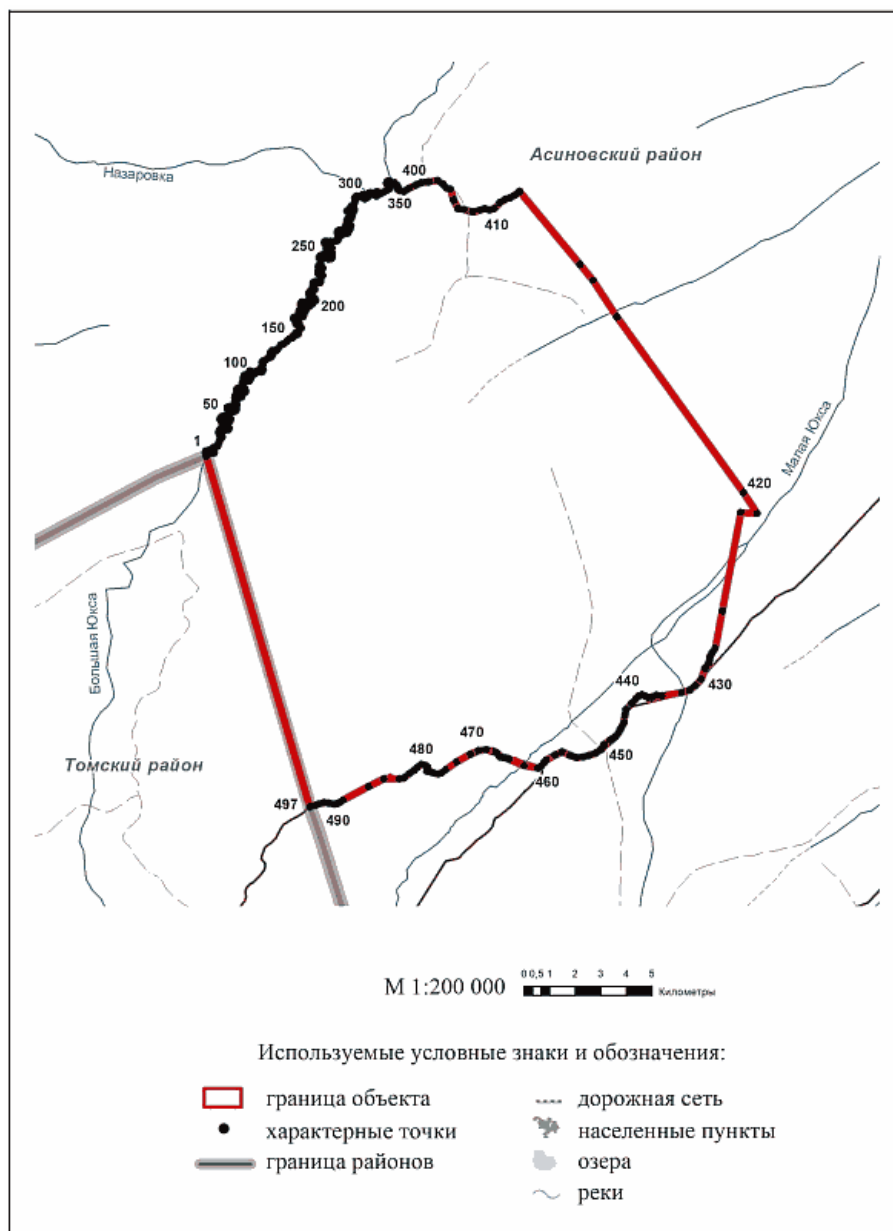 Асиновский район
Назаровка
300
400
350
410
250
200
150
100
50
1
Малая Юкса
420
Большая Юкса
430
440
450
460
470
480
Томский район
497
490
М 1:200 000
0 0,5 1 2 3 4 5
Километры
Используемые условные знаки и обозначения:
граница объекта
дорожная сеть
характерные точки
населенные пункты
граница районов
озера
реки